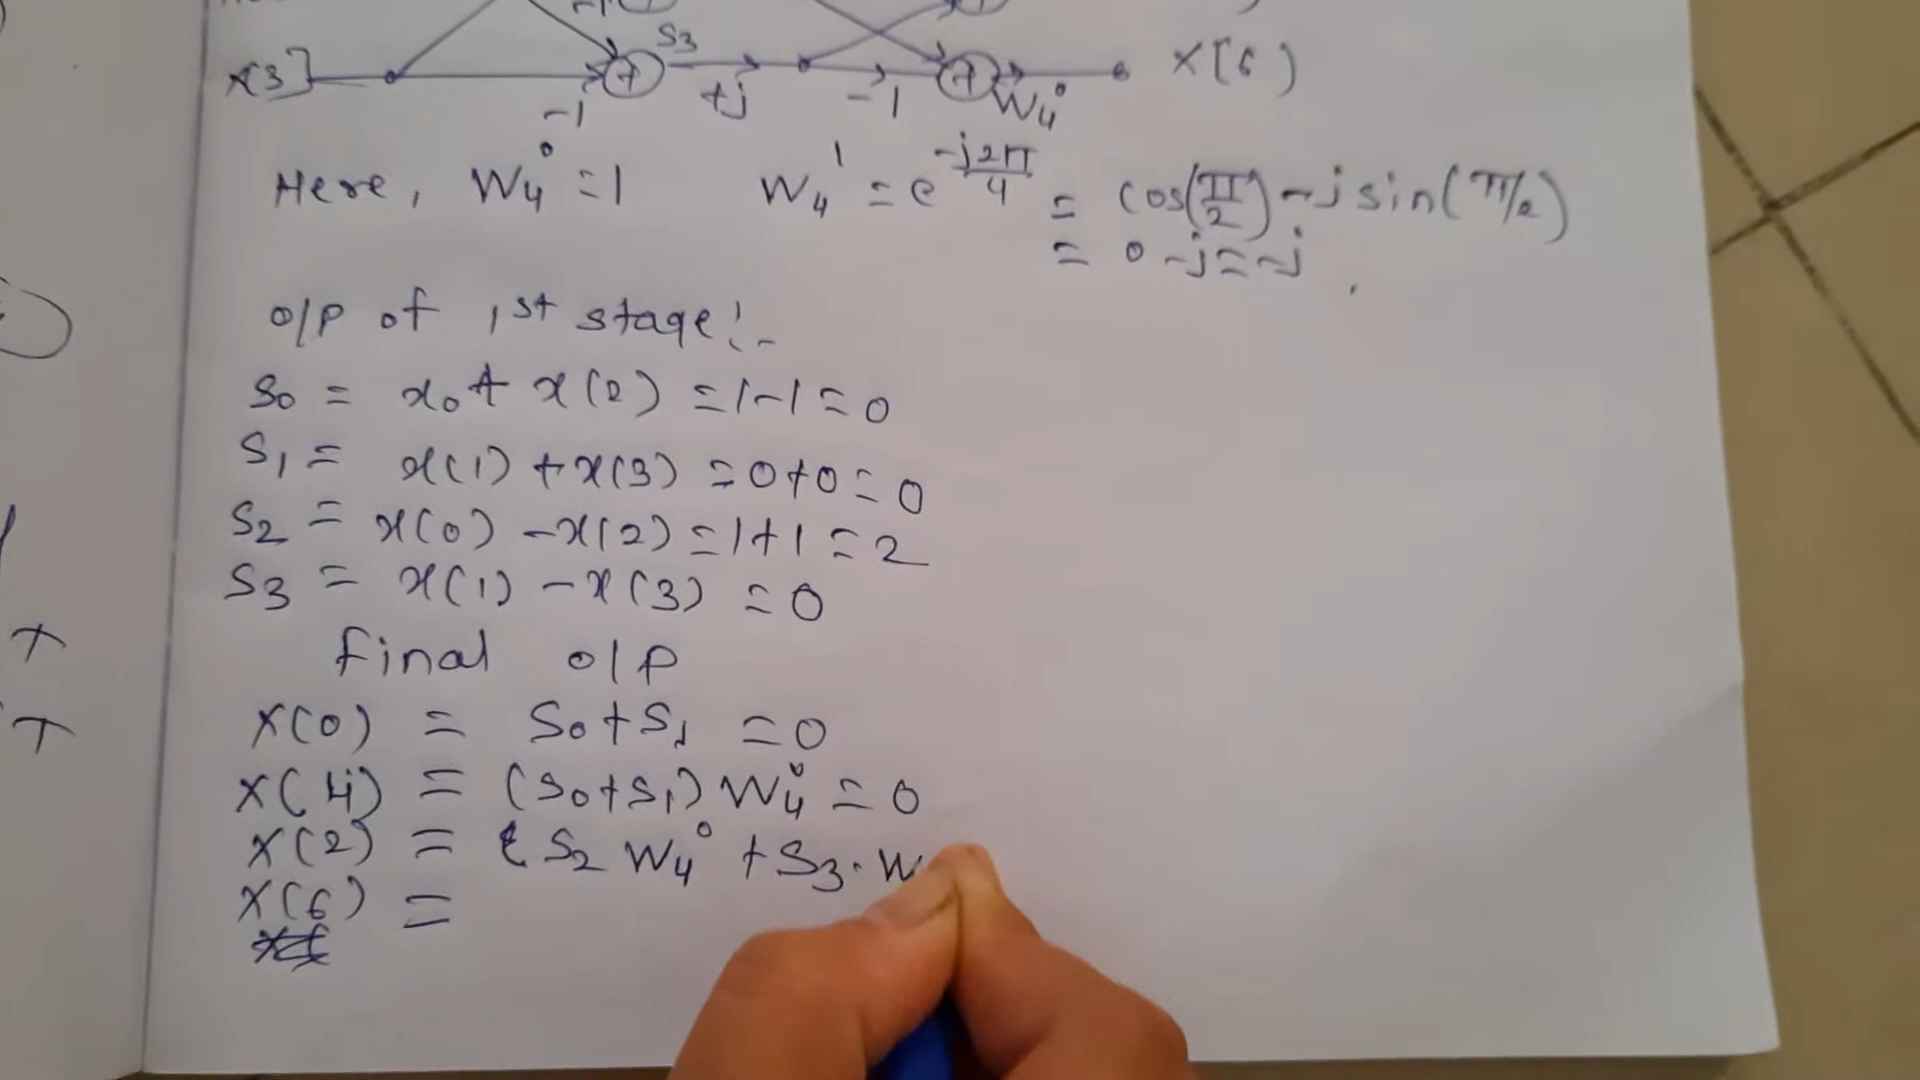 x[3] -1 S3 +j -1 W4^0 X[6)
Here, W4^0 = 1 W4^1 = e^(-j2π/4) = cos(π/2) - j sin(π/2)
= 0 - j = -j
o/p of 1st stage:-
S0 = x0 + x(2) = 1-1 = 0
S1 = x(1) + x(3) = 0+0 = 0
S2 = x(0) - x(2) = 1+1 = 2
S3 = x(1) - x(3) = 0
final o/p
X(0) = S0 + S1 = 0
X(4) = (S0+S1) W4^0 = 0
X(2) = S2 W4^0 + S3. W
X(6) =